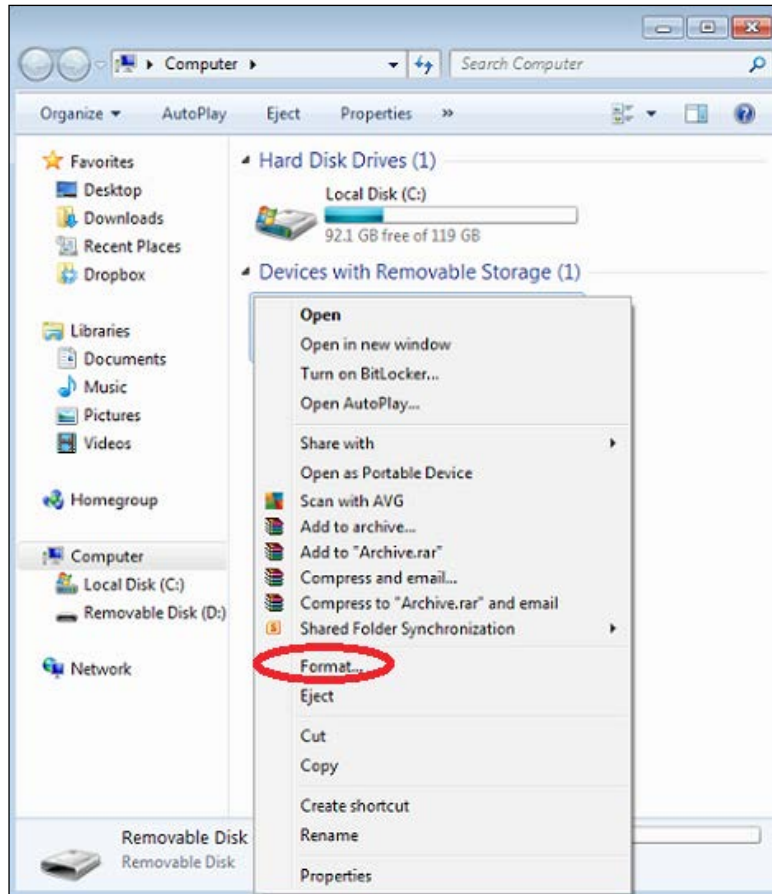 Computer
Search Computer
Organize
AutoPlay
Eject
Properties
»
Favorites
Desktop
Downloads
Recent Places
Dropbox
Libraries
Documents
Music
Pictures
Videos
Homegroup
Computer
Local Disk (C:)
Removable Disk (D:)
Network
Hard Disk Drives (1)
Local Disk (C:)
92.1 GB free of 119 GB
Devices with Removable Storage (1)
Open
Open in new window
Turn on BitLocker...
Open AutoPlay...
Share with
Open as Portable Device
Scan with AVG
Add to archive...
Add to "Archive.rar"
Compress and email...
Compress to "Archive.rar" and email
Shared Folder Synchronization
Format...
Eject
Cut
Copy
Create shortcut
Rename
Properties
Removable Disk
Removable Disk